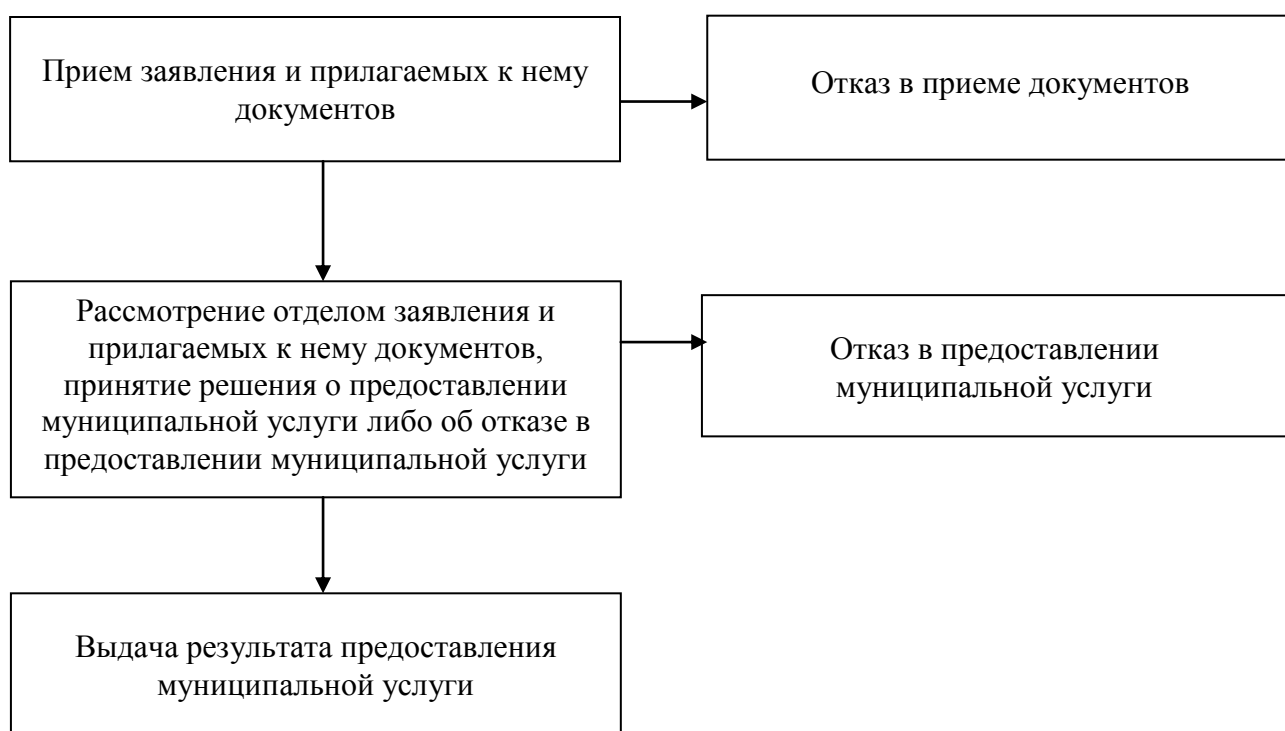 Прием заявления и прилагаемых к нему
документов
Отказ в приеме документов
Рассмотрение отделом заявления и
прилагаемых к нему документов,
принятие решения о предоставлении
муниципальной услуги либо об отказе в
предоставлении муниципальной услуги
Отказ в предоставлении
муниципальной услуги
Выдача результата предоставления
муниципальной услуги